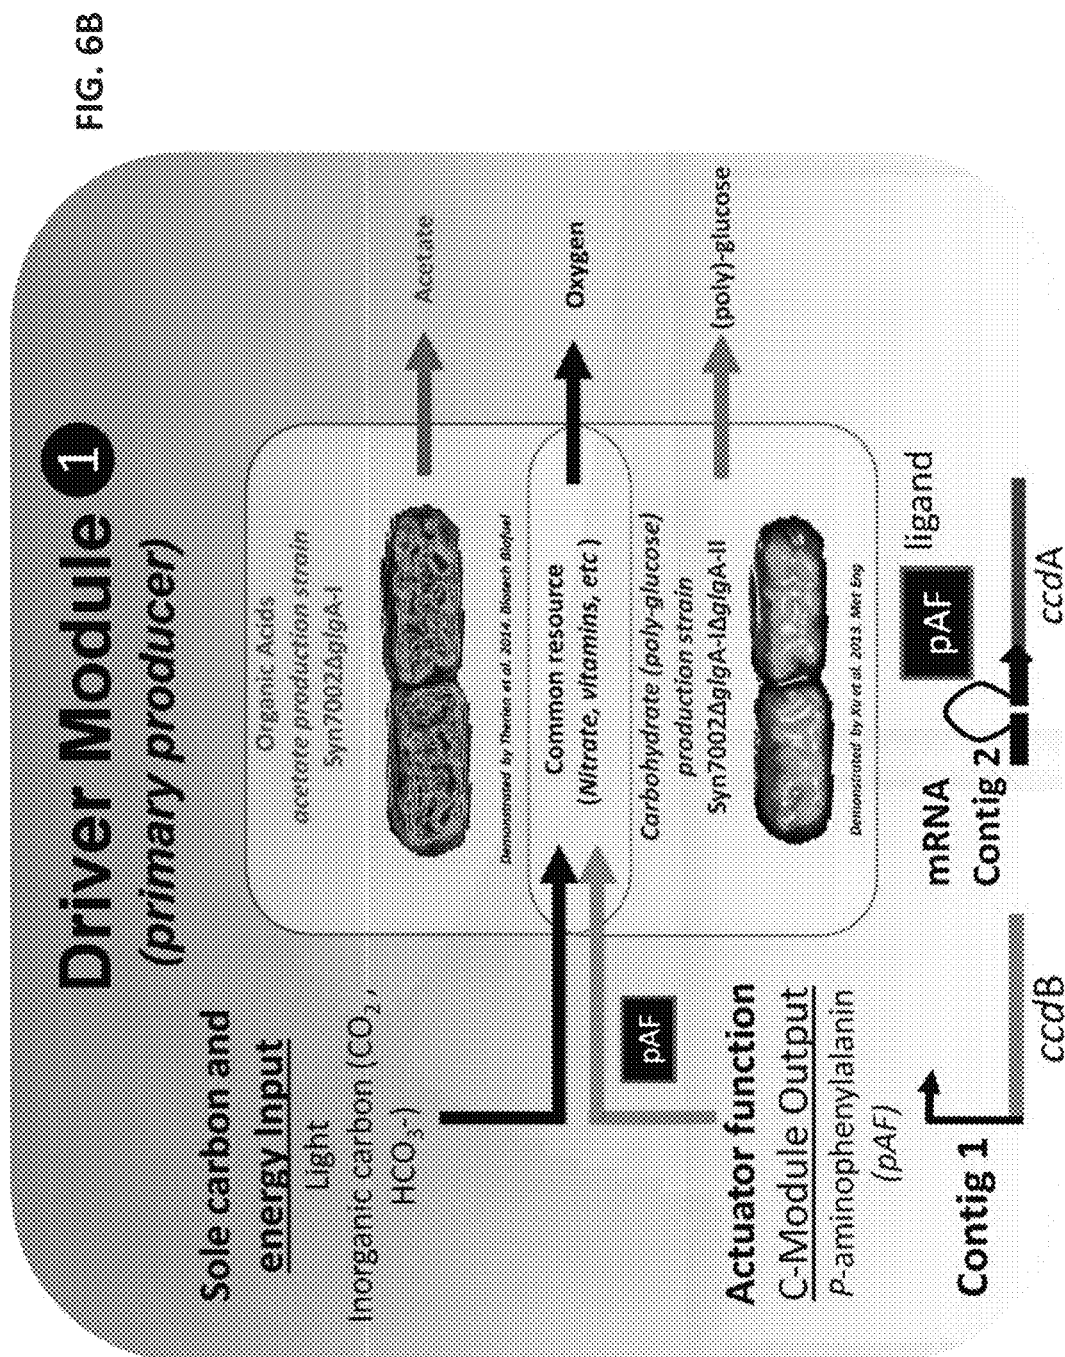 FIG. 6B
Driver Module 1
(primary producer)
Sole carbon and
energy Input
Light
Inorganic carbon (CO₂,
HCO₃-)
Organic Acids
acetate production strain
Syn7002ΔglgA-I
Demonstrated by Therien et al. 2014. Biotech Biofuel
Acetate
Common resource
(Nitrate, vitamins, etc)
Oxygen
Carbohydrate (poly-glucose)
production strain
Syn7002ΔglgA-IΔglgA-II
Demonstrated by Xu et al. 2013. Met Eng
(poly)-glucose
pAF
Actuator function
C-Module Output
P-aminophenylalanin
(pAF)
Contig 1
ccdB
mRNA
Contig 2
pAF
ligand
ccdA